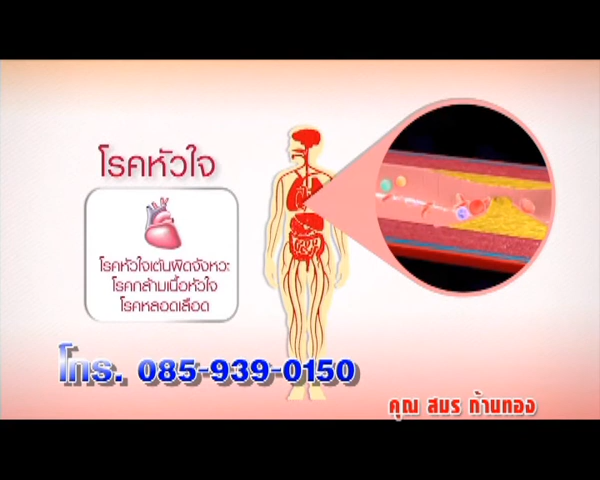 โรคหัวใจ
โรคหัวใจเต้นผิดจังหวะ
โรคกล้ามเนื้อหัวใจ
โรคหลอดเลือด
โทร. 085-939-0150
คุณ สมร ก้านทอง